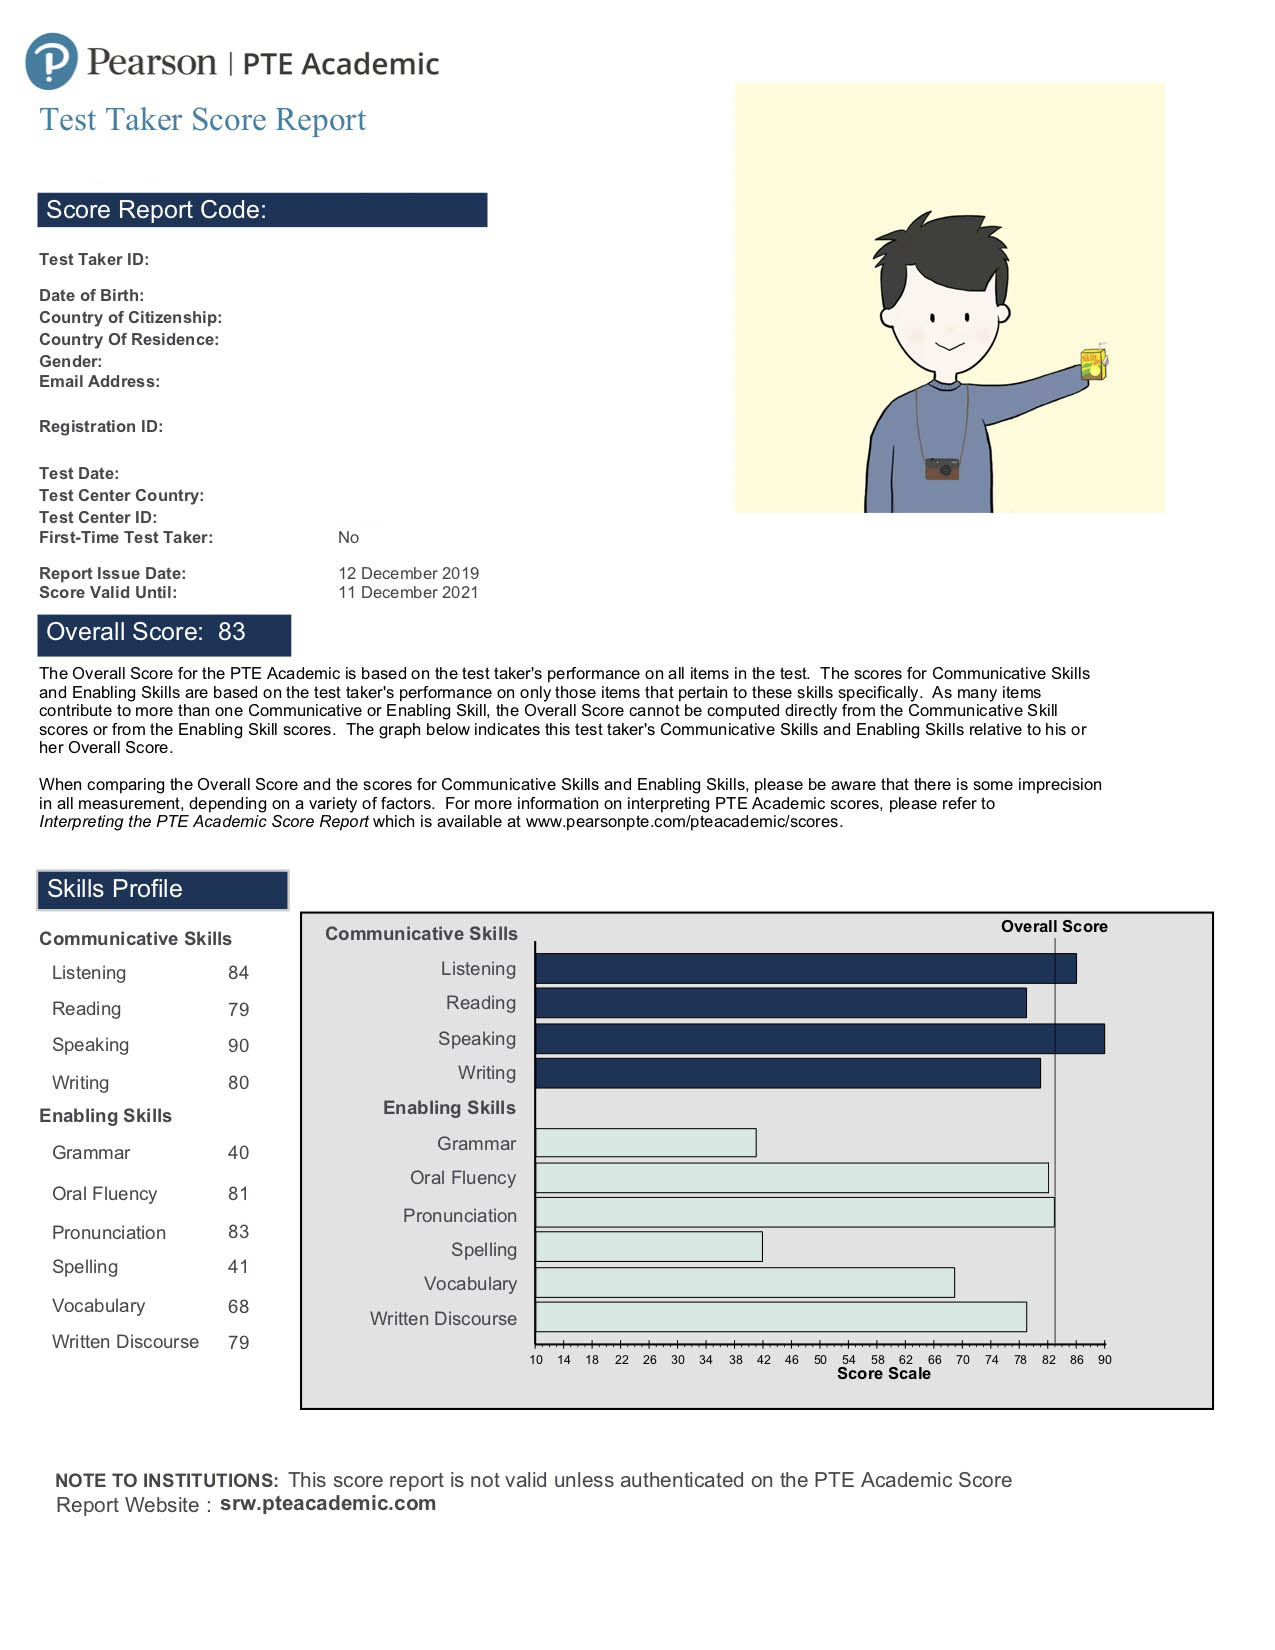 Pearson | PTE Academic
Test Taker Score Report
Score Report Code:
Test Taker ID:
Date of Birth:
Country of Citizenship:
Country Of Residence:
Gender:
Email Address:
Registration ID:
Test Date:
Test Center Country:
Test Center ID:
First-Time Test Taker: No
Report Issue Date: 12 December 2019
Score Valid Until: 11 December 2021
Overall Score: 83
The Overall Score for the PTE Academic is based on the test taker's performance on all items in the test. The scores for Communicative Skills
and Enabling Skills are based on the test taker's performance on only those items that pertain to these skills specifically. As many items
contribute to more than one Communicative or Enabling Skill, the Overall Score cannot be computed directly from the Communicative Skill
scores or from the Enabling Skill scores. The graph below indicates this test taker's Communicative Skills and Enabling Skills relative to his or
her Overall Score.
When comparing the Overall Score and the scores for Communicative Skills and Enabling Skills, please be aware that there is some imprecision
in all measurement, depending on a variety of factors. For more information on interpreting PTE Academic scores, please refer to
Interpreting the PTE Academic Score Report which is available at www.pearsonpte.com/pteacademic/scores.
Skills Profile
Communicative Skills
Listening 84
Reading 79
Speaking 90
Writing 80
Enabling Skills
Grammar 40
Oral Fluency 81
Pronunciation 83
Spelling 41
Vocabulary 68
Written Discourse 79
Overall Score
Communicative Skills
Listening
Reading
Speaking
Writing
Enabling Skills
Grammar
Oral Fluency
Pronunciation
Spelling
Vocabulary
Written Discourse
10 14 18 22 26 30 34 38 42 46 50 54 58 62 66 70 74 78 82 86 90
Score Scale
NOTE TO INSTITUTIONS: This score report is not valid unless authenticated on the PTE Academic Score
Report Website : srw.pteacademic.com